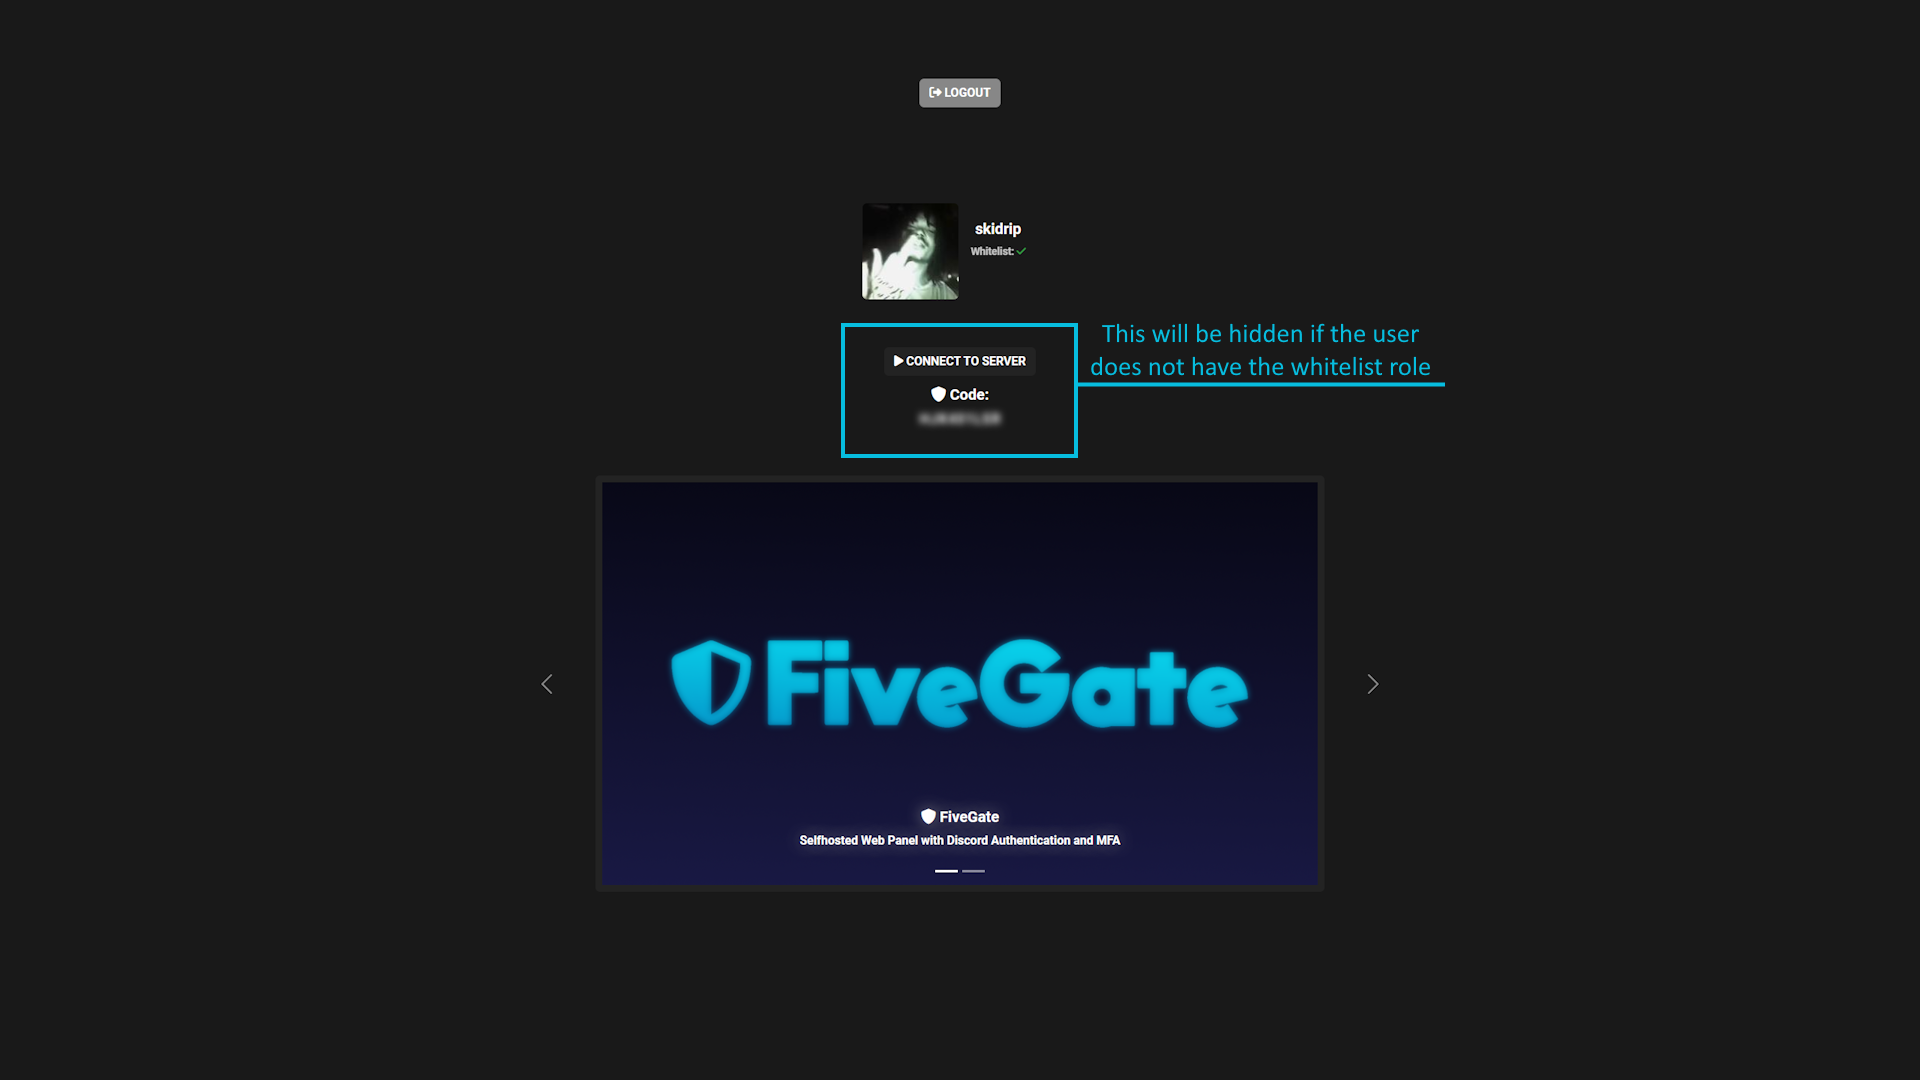 LOGOUT
skidrip
Whitelist:
This will be hidden if the user
does not have the whitelist role
CONNECT TO SERVER
Code:
FiveGate
FiveGate
Selfhosted Web Panel with Discord Authentication and MFA